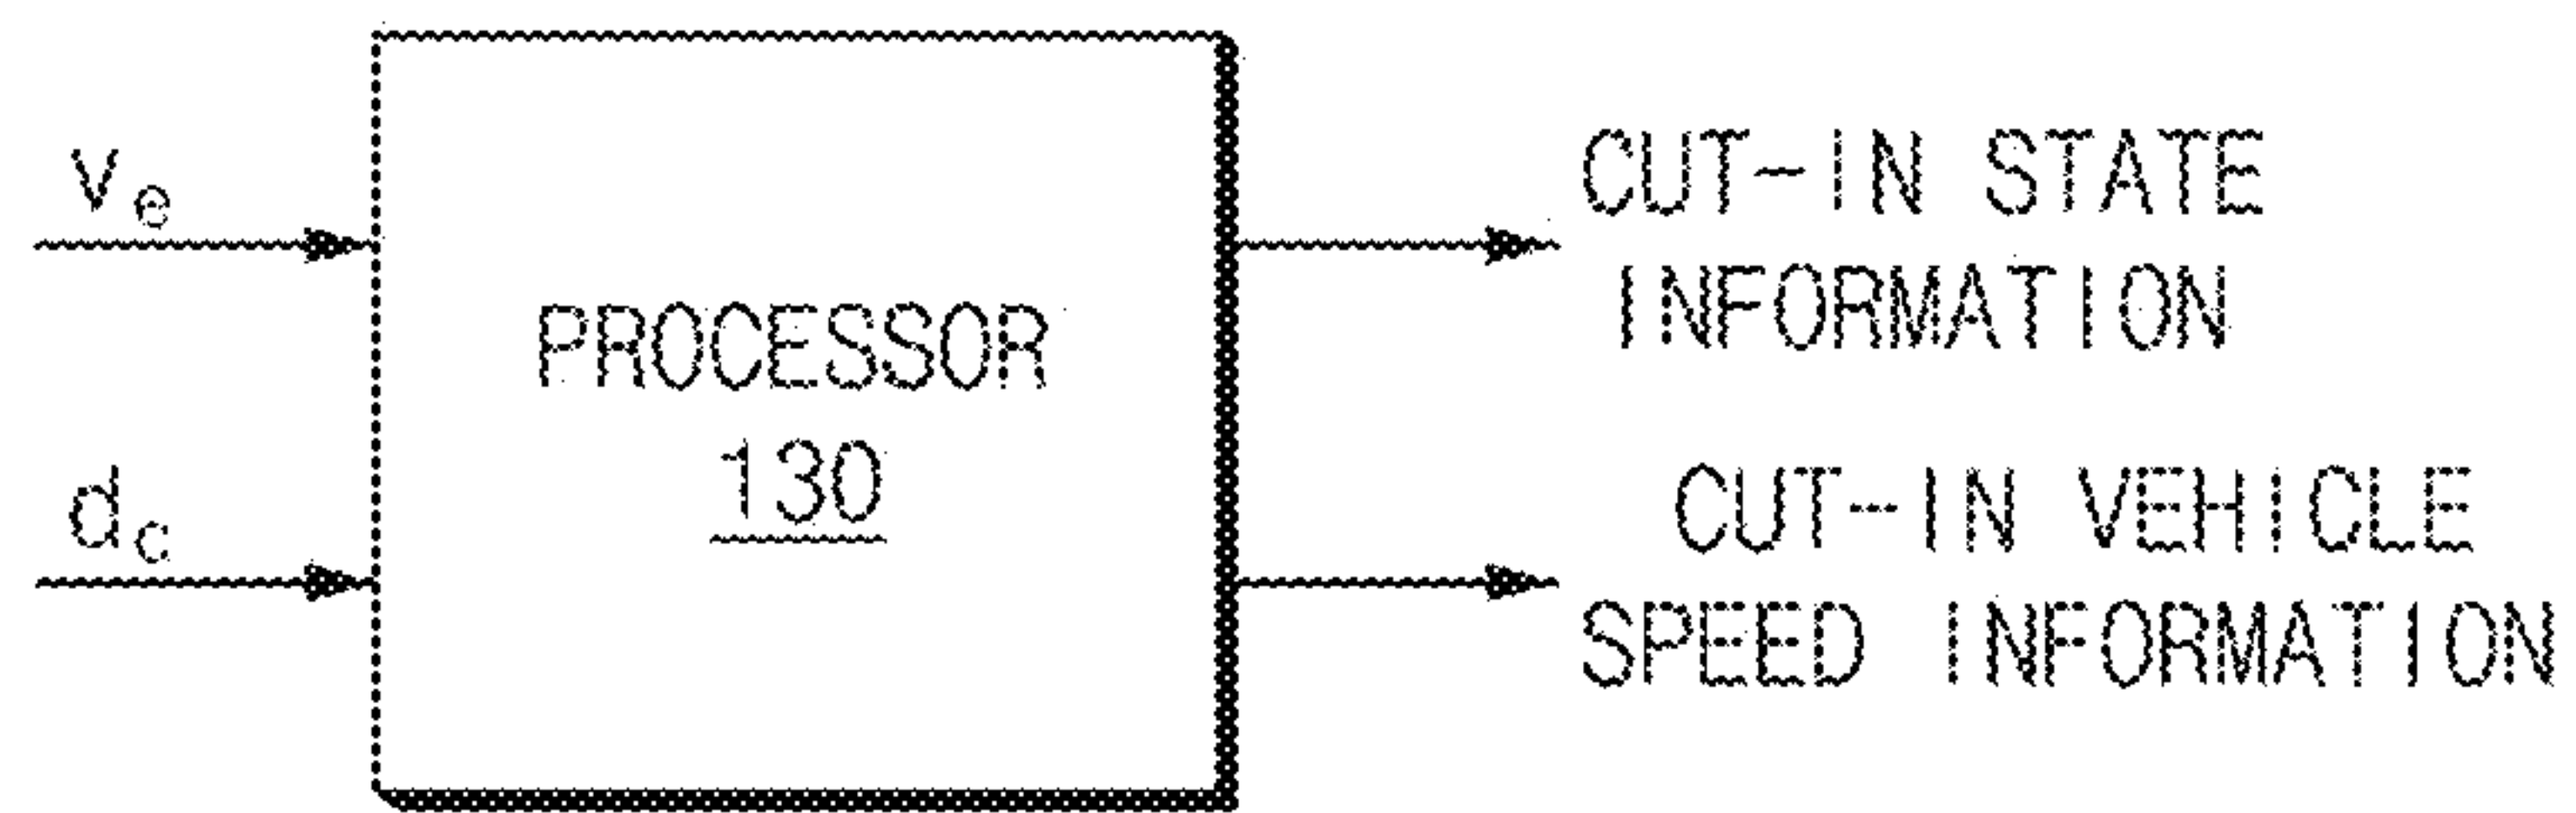 Ve
dc
PROCESSOR
130
CUT-IN STATE
INFORMATION
CUT-IN VEHICLE
SPEED INFORMATION